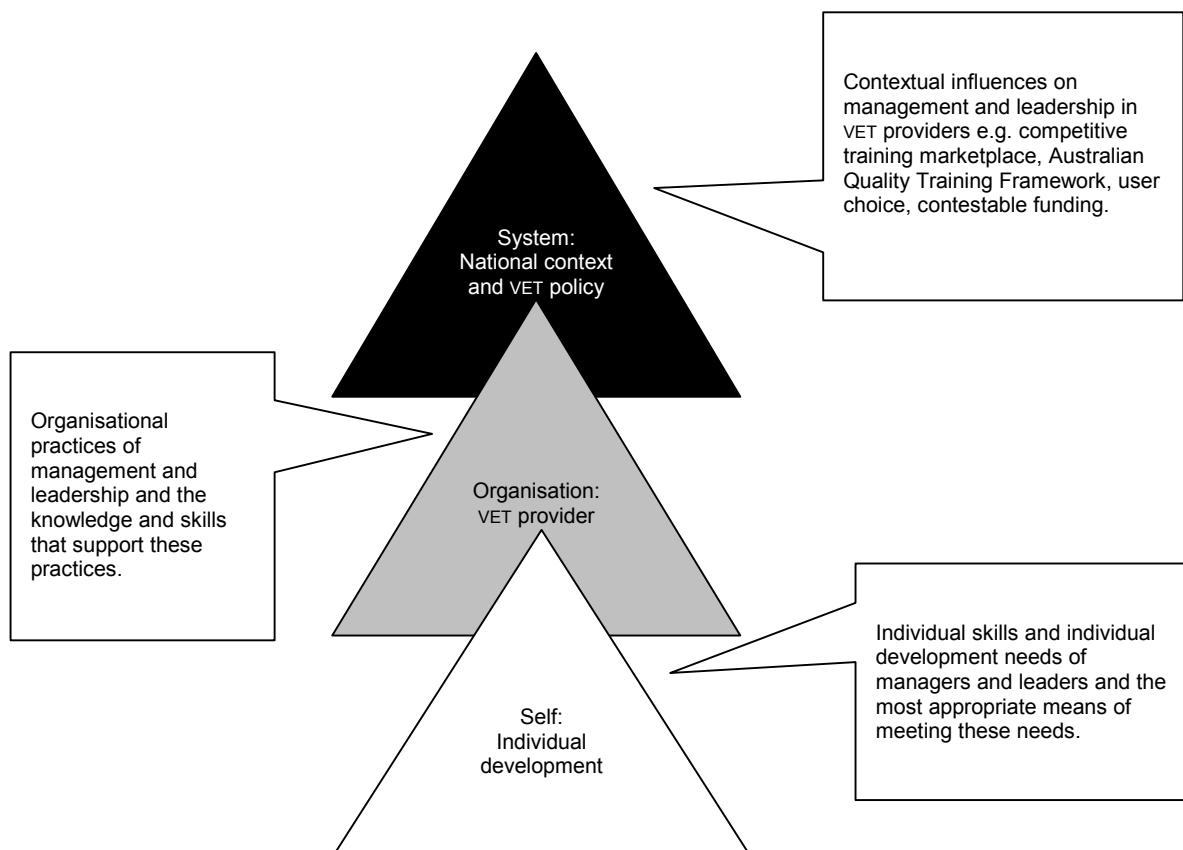 Contextual influences on
management and leadership in
VET providers e.g. competitive
training marketplace, Australian
Quality Training Framework, user
choice, contestable funding.
System:
National context
and VET policy
Organisational
practices of
management and
leadership and the
knowledge and skills
that support these
practices.
Organisation:
VET provider
Individual skills and individual
development needs of
managers and leaders and the
most appropriate means of
meeting these needs.
Self:
Individual
development